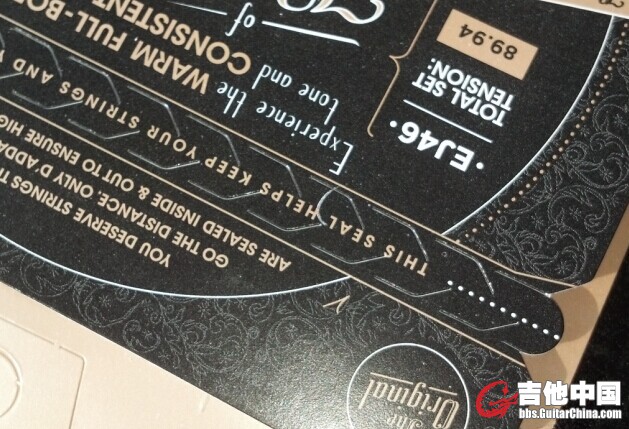 The
Original
YOU DESERVE STRINGS T
GO THE DISTANCE. ONLY D'ADDA
ARE SEALED INSIDE & OUT TO ENSURE HIG
THIS SEAL HELPS KEEP YOUR STRINGS AND
Experience the WARM, FULL-BO
tone and CONSISTENT
of
•EJ46•
TOTAL SET
TENSION:
89.94
吉他中国
bbs.GuitarChina.com